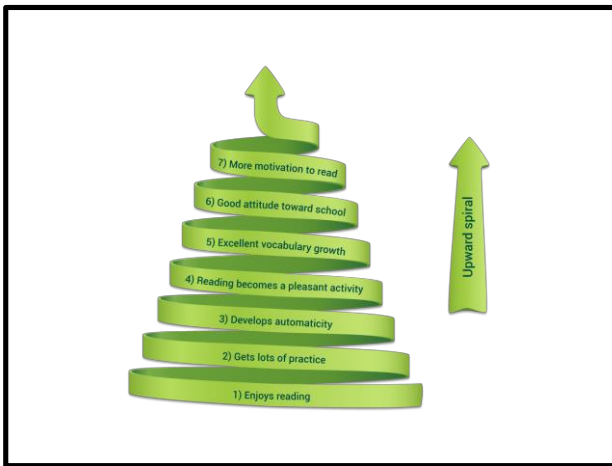 7) More motivation to read
6) Good attitude toward school
5) Excellent vocabulary growth
4) Reading becomes a pleasant activity
3) Develops automaticity
2) Gets lots of practice
1) Enjoys reading
Upward spiral